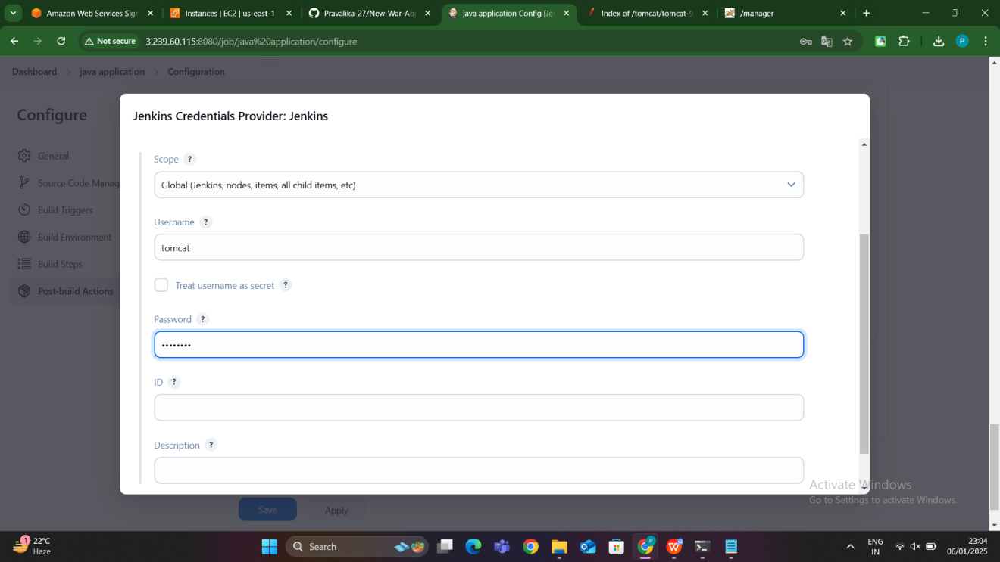 Amazon Web Services Sign
Instances | EC2 | us-east-1
Pravalika-27/New-War-App
java application Config [Jen
Index of /tomcat/tomcat-9
/manager
Not secure
3.239.60.115:8080/job/java%20application/configure
P
Dashboard
java application
Configuration
Configure
General
Source Code Manag
Build Triggers
Build Environment
Build Steps
Post-build Actions
Jenkins Credentials Provider: Jenkins
Scope ?
Global (Jenkins, nodes, items, all child items, etc)
Username ?
tomcat
Treat username as secret ?
Password ?
••••••••
ID ?
Description ?
Save
Apply
Activate Windows
Go to Settings to activate Windows.
1
22°C
Haze
Search
P
ENG
IN
23:04
06/01/2025